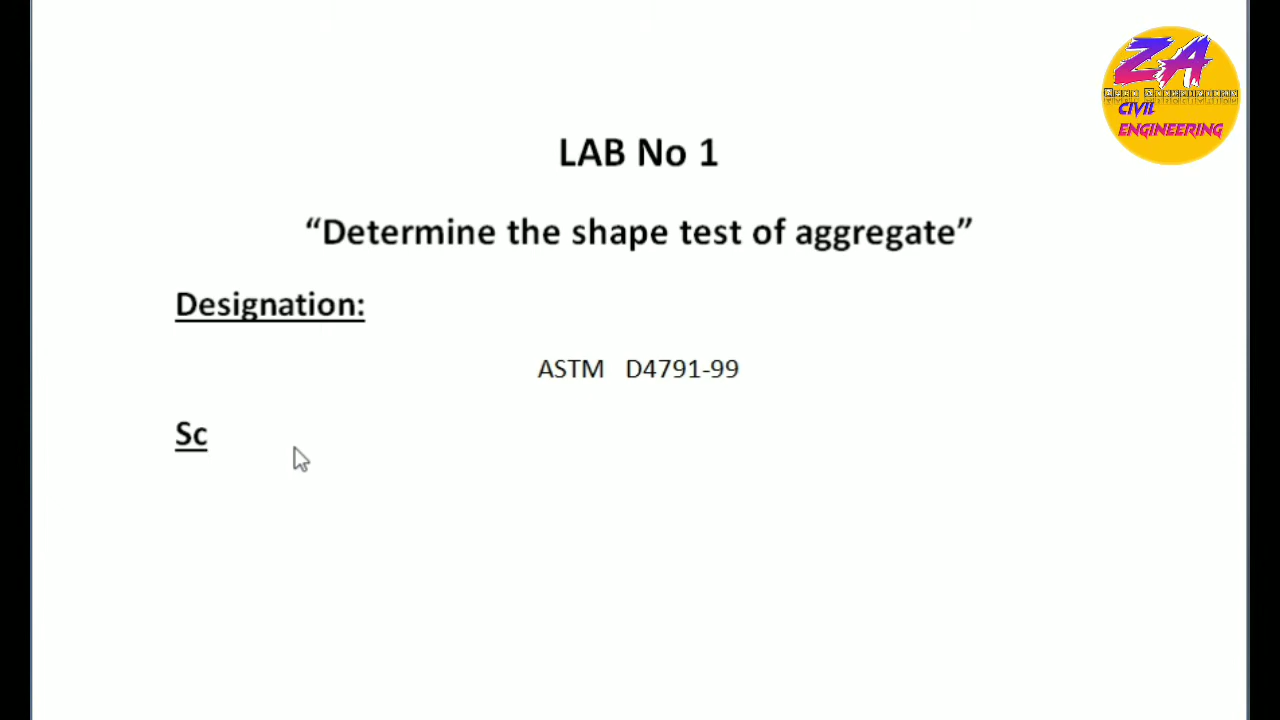 ZA
CIVIL
ENGINEERING
LAB No 1
“Determine the shape test of aggregate”
Designation:
ASTM D4791-99
Sc